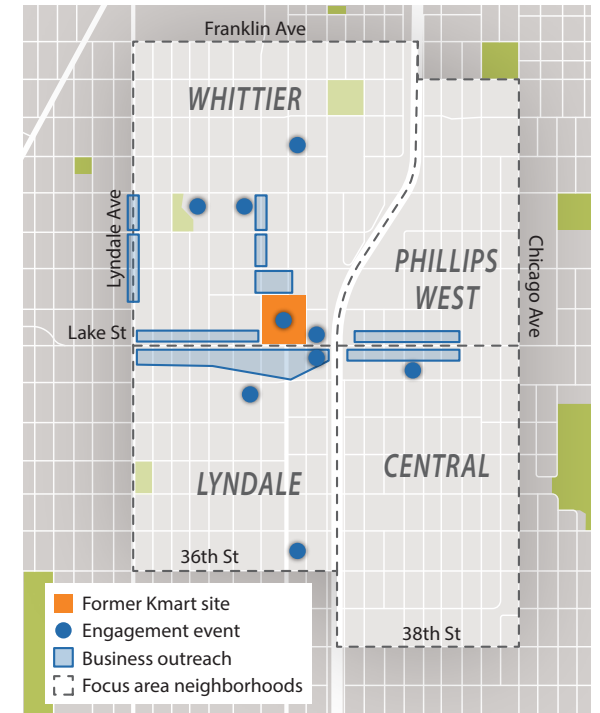 Franklin Ave
WHITTIER
Lyndale Ave
PHILLIPS
WEST
Chicago Ave
Lake St
LYNDALE
CENTRAL
36th St
38th St
Former Kmart site
Engagement event
Business outreach
Focus area neighborhoods